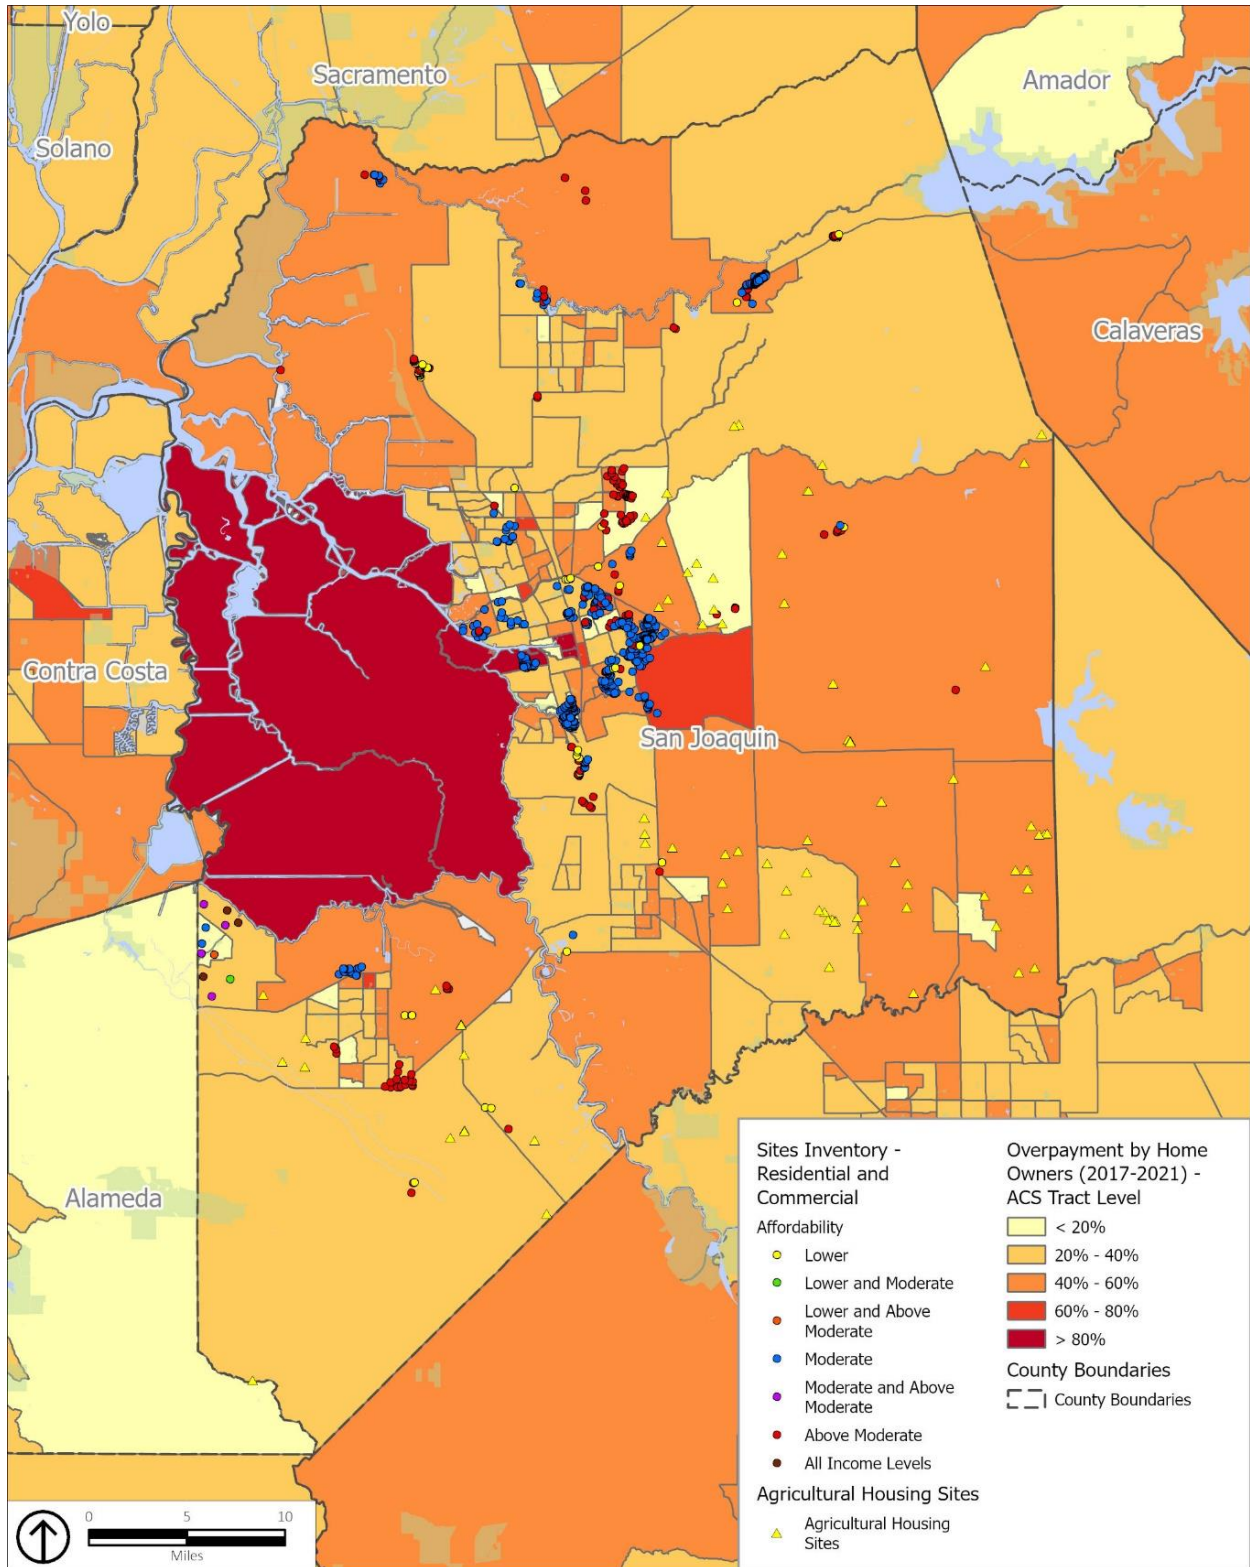 Yolo
Sacramento
Amador
Solano
Calaveras
Contra Costa
San Joaquin
Alameda
Sites Inventory -
Residential and
Commercial
Affordability
Lower
Lower and Moderate
Lower and Above
Moderate
Moderate
Moderate and Above
Moderate
Above Moderate
All Income Levels
Agricultural Housing Sites
Agricultural Housing
Sites
Overpayment by Home
Owners (2017-2021) -
ACS Tract Level
< 20%
20% - 40%
40% - 60%
60% - 80%
> 80%
County Boundaries
County Boundaries
0 5 10
Miles